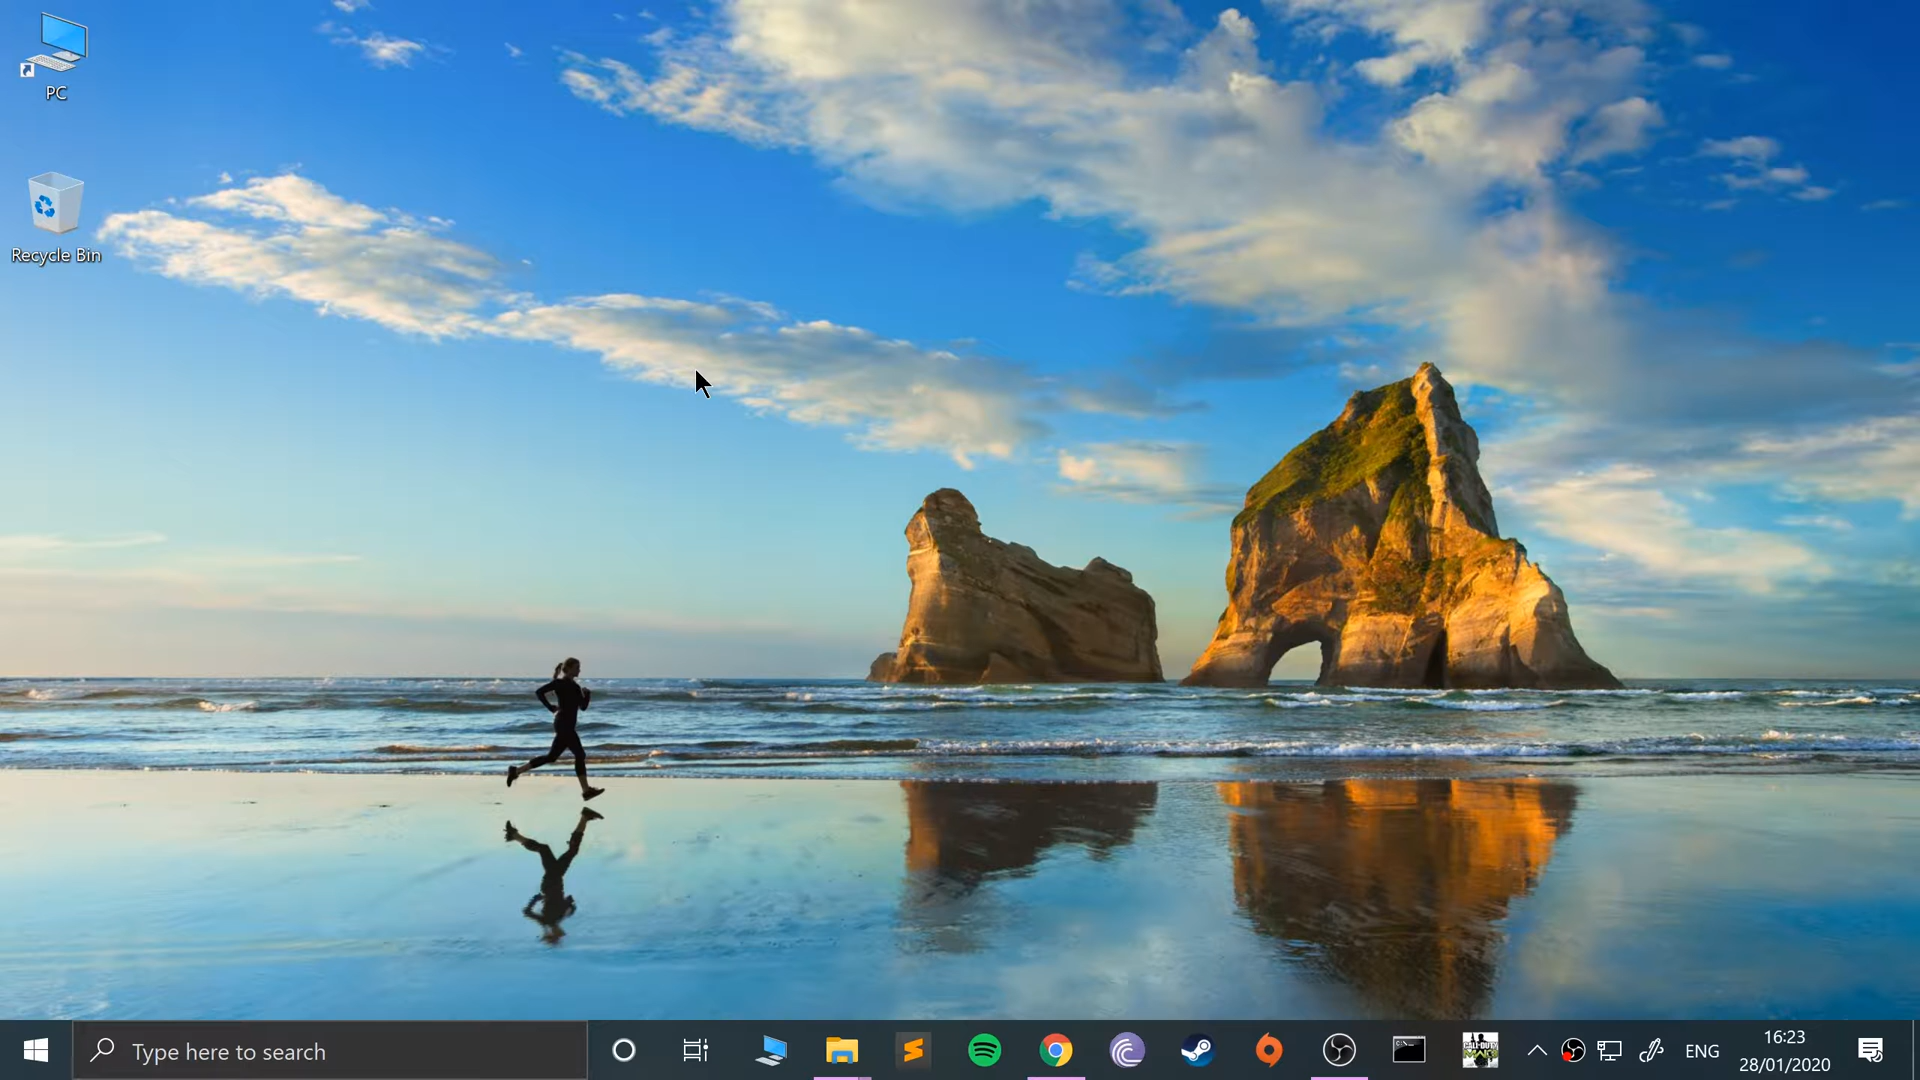 PC
Recycle Bin
Type here to search
ENG
16:23
28/01/2020